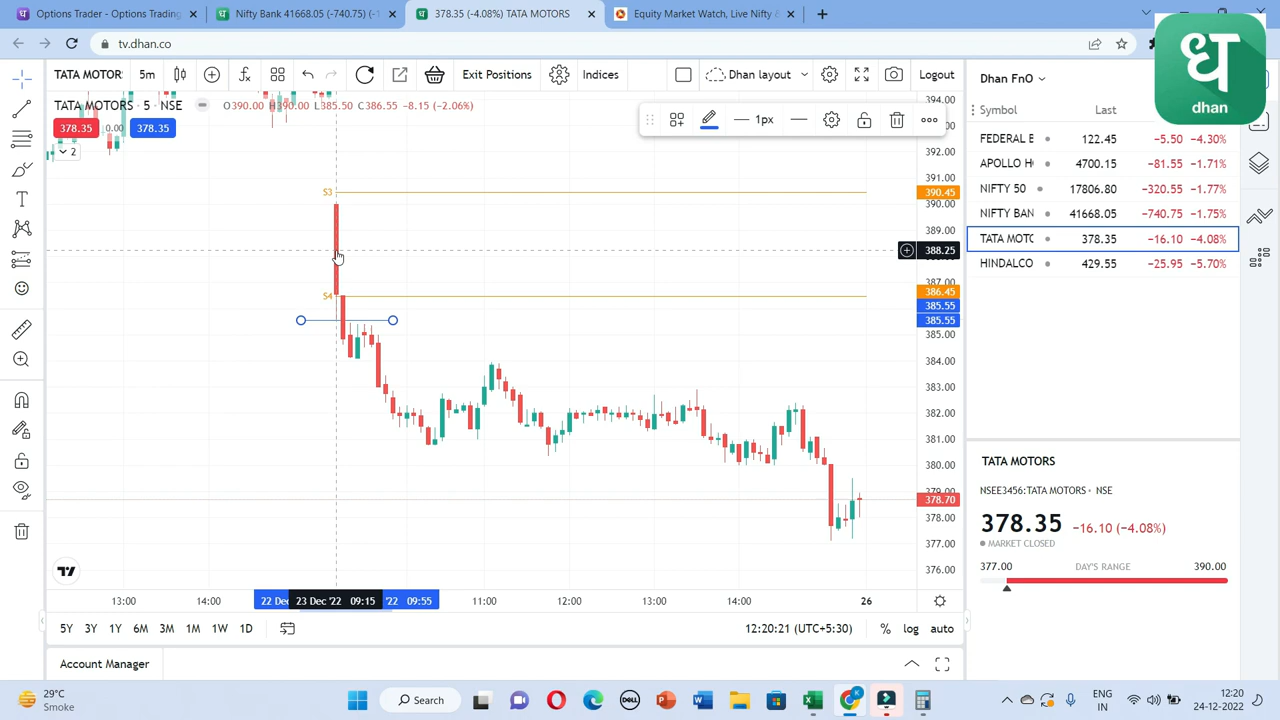 Options Trading - Options Tradin
Nifty Bank 41668.05 (-740.75) (-1
378.35 (-4.08%) TATA MOTORS
Equity Market Watch, Live Nifty &
tv.dhan.co
TATA MOTOR
5m
Exit Positions
Indices
Dhan layout
Logout
TATA MOTORS · 5 · NSE
O390.00 H390.00 L385.50 C386.55 −8.15 (−2.06%)
378.35
0.00
378.35
2
1px
S3
S4
394.00
392.00
391.00
390.45
390.00
389.00
388.25
387.00
386.45
385.55
385.55
385.00
384.00
383.00
382.00
381.00
380.00
379.00
378.70
378.00
377.00
376.00
13:00
14:00
22 Dec
23 Dec '22
09:15
'22
09:55
11:00
12:00
13:00
14:00
26
5Y
3Y
1Y
6M
3M
1M
1W
1D
12:20:21 (UTC+5:30)
%
log
auto
Account Manager
Dhan FnO
Symbol
Last
FEDERAL
122.45
−5.50
−4.30%
APOLLO
4700.15
−81.55
−1.71%
NIFTY 50
17806.80
−320.55
−1.77%
NIFTY BAN
41668.05
−740.75
−1.75%
TATA MOTO
378.35
−16.10
−4.08%
HINDALCO
429.55
−25.95
−5.70%
TATA MOTORS
NSEE3456:TATA MOTORS · NSE
378.35
−16.10 (−4.08%)
MARKET CLOSED
377.00
DAY'S RANGE
390.00
ध
dhan
29°C
Smoke
Search
DELL
ENG
IN
12:20
24-12-2022